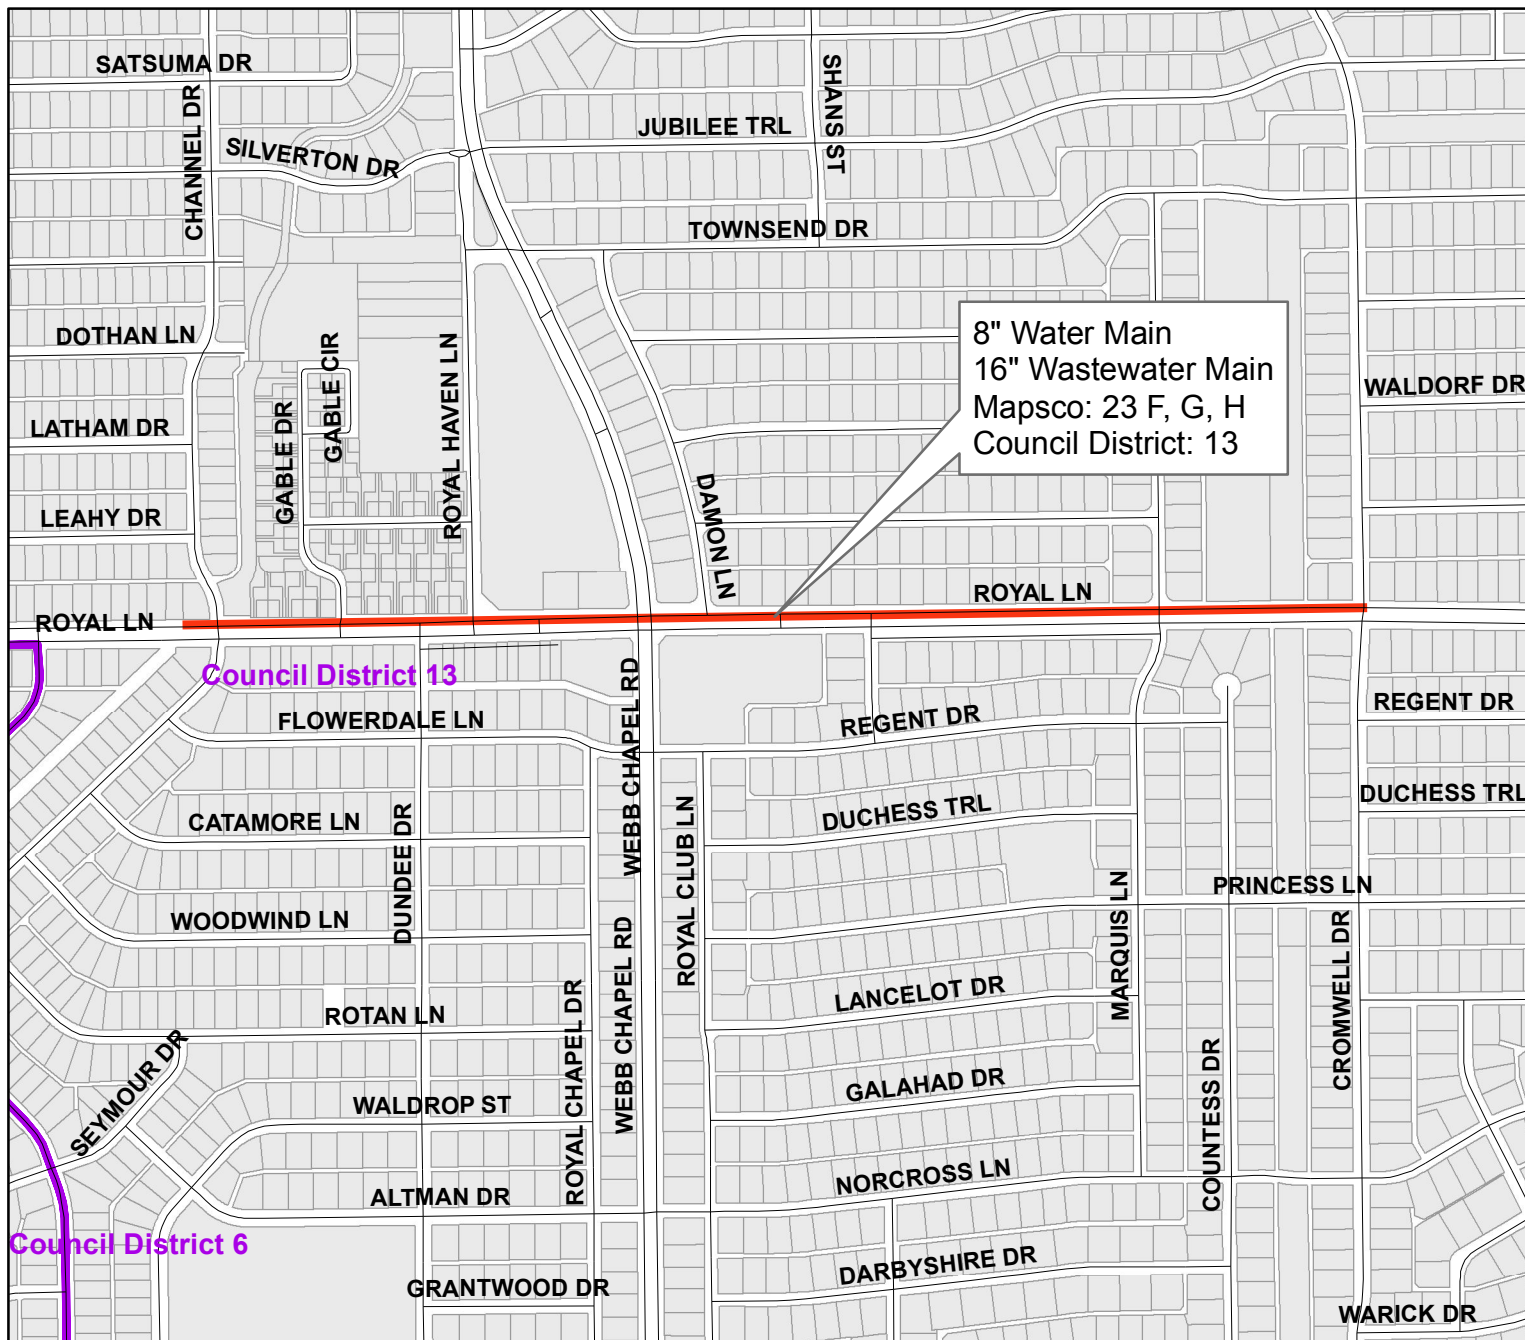 SATSUMA DR
CHANNEL DR
SILVERTON DR
JUBILEE TRL
SHANS ST
TOWNSEND DR
DOTHAN LN
GABLE CIR
ROYAL HAVEN LN
8" Water Main
16" Wastewater Main
Mapsco: 23 F, G, H
Council District: 13
WALDORF DR
LATHAM DR
GABLE DR
LEAHY DR
DAMON LN
ROYAL LN
ROYAL LN
Council District 13
FLOWERDALE LN
WEBB CHAPEL RD
REGENT DR
REGENT DR
CATAMORE LN
DUNDEE DR
ROYAL CLUB LN
DUCHESS TRL
DUCHESS TRL
WOODWIND LN
MARQUIS LN
PRINCESS LN
ROTAN LN
ROYAL CHAPEL DR
WEBB CHAPEL RD
LANCELOT DR
CROMWELL DR
SEYMOUR DR
WALDROP ST
GALAHAD DR
COUNTESS DR
ALTMAN DR
NORCROSS LN
Council District 6
GRANTWOOD DR
DARBYSHIRE DR
WARICK DR